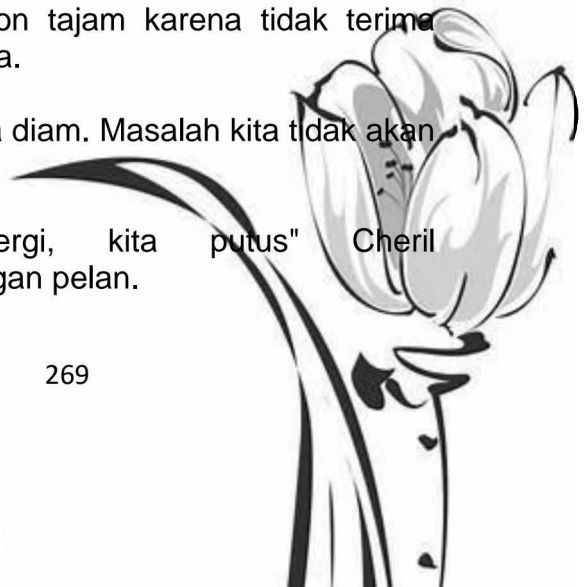 on tajam karena tidak terima
a.
a diam. Masalah kita tidak akan
ergi, kita putus" Cheril
gan pelan.
269